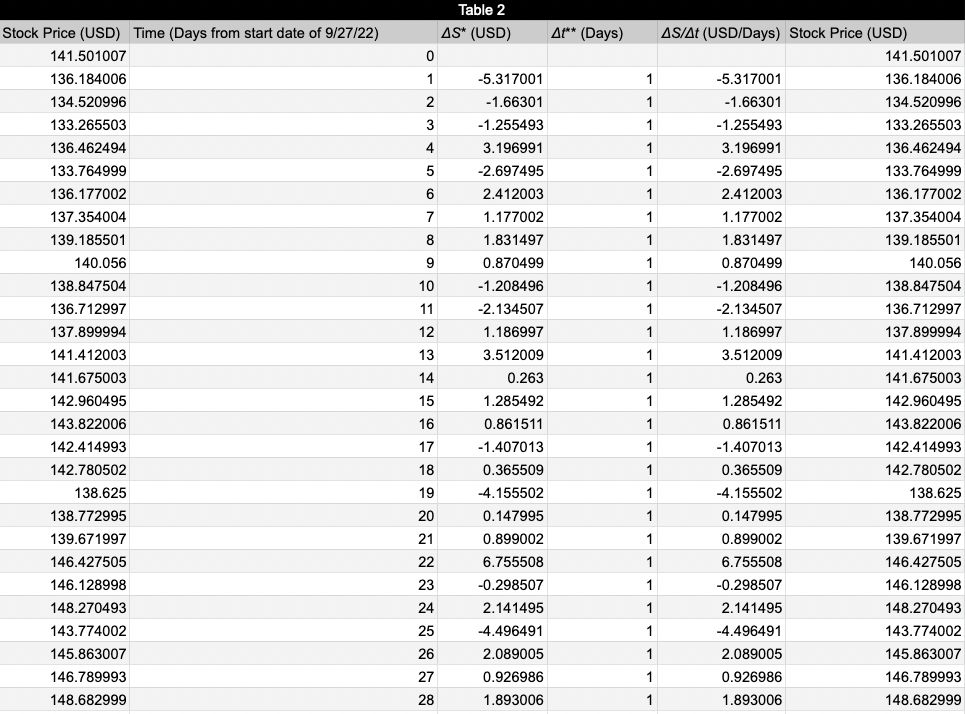 Table 2
Stock Price (USD) Time (Days from start date of 9/27/22) ΔS* (USD) Δt** (Days) ΔS/Δt (USD/Days) Stock Price (USD)
141.501007 0 141.501007
136.184006 1 -5.317001 1 -5.317001 136.184006
134.520996 2 -1.66301 1 -1.66301 134.520996
133.265503 3 -1.255493 1 -1.255493 133.265503
136.462494 4 3.196991 1 3.196991 136.462494
133.764999 5 -2.697495 1 -2.697495 133.764999
136.177002 6 2.412003 1 2.412003 136.177002
137.354004 7 1.177002 1 1.177002 137.354004
139.185501 8 1.831497 1 1.831497 139.185501
140.056 9 0.870499 1 0.870499 140.056
138.847504 10 -1.208496 1 -1.208496 138.847504
136.712997 11 -2.134507 1 -2.134507 136.712997
137.899994 12 1.186997 1 1.186997 137.899994
141.412003 13 3.512009 1 3.512009 141.412003
141.675003 14 0.263 1 0.263 141.675003
142.960495 15 1.285492 1 1.285492 142.960495
143.822006 16 0.861511 1 0.861511 143.822006
142.414993 17 -1.407013 1 -1.407013 142.414993
142.780502 18 0.365509 1 0.365509 142.780502
138.625 19 -4.155502 1 -4.155502 138.625
138.772995 20 0.147995 1 0.147995 138.772995
139.671997 21 0.899002 1 0.899002 139.671997
146.427505 22 6.755508 1 6.755508 146.427505
146.128998 23 -0.298507 1 -0.298507 146.128998
148.270493 24 2.141495 1 2.141495 148.270493
143.774002 25 -4.496491 1 -4.496491 143.774002
145.863007 26 2.089005 1 2.089005 145.863007
146.789993 27 0.926986 1 0.926986 146.789993
148.682999 28 1.893006 1 1.893006 148.682999